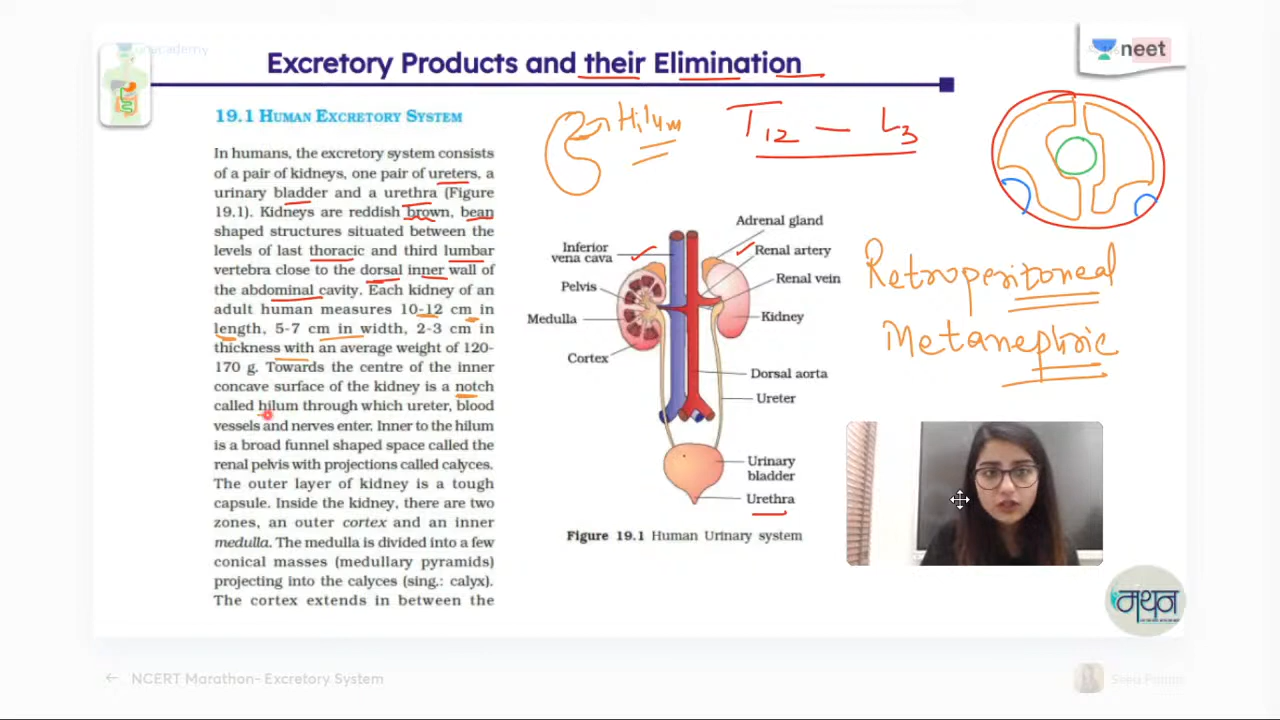 unacademy
neet
Excretory Products and their Elimination
19.1 HUMAN EXCRETORY SYSTEM
In humans, the excretory system consists
of a pair of kidneys, one pair of ureters, a
urinary bladder and a urethra (Figure
19.1). Kidneys are reddish brown, bean
shaped structures situated between the
levels of last thoracic and third lumbar
vertebra close to the dorsal inner wall of
the abdominal cavity. Each kidney of an
adult human measures 10-12 cm in
length, 5-7 cm in width, 2-3 cm in
thickness with an average weight of 120-
170 g. Towards the centre of the inner
concave surface of the kidney is a notch
called hilum through which ureter, blood
vessels and nerves enter. Inner to the hilum
is a broad funnel shaped space called the
renal pelvis with projections called calyces.
The outer layer of kidney is a tough
capsule. Inside the kidney, there are two
zones, an outer cortex and an inner
medulla. The medulla is divided into a few
conical masses (medullary pyramids)
projecting into the calyces (sing.: calyx).
The cortex extends in between the
Hilum
T12 — L3
Adrenal gland
Inferior
vena cava
Renal artery
Pelvis
Renal vein
Medulla
Kidney
Cortex
Dorsal aorta
Ureter
Urinary
bladder
Urethra
Figure 19.1 Human Urinary system
Retroperitoneal
Metanephric
मंथन
← NCERT Marathon- Excretory System